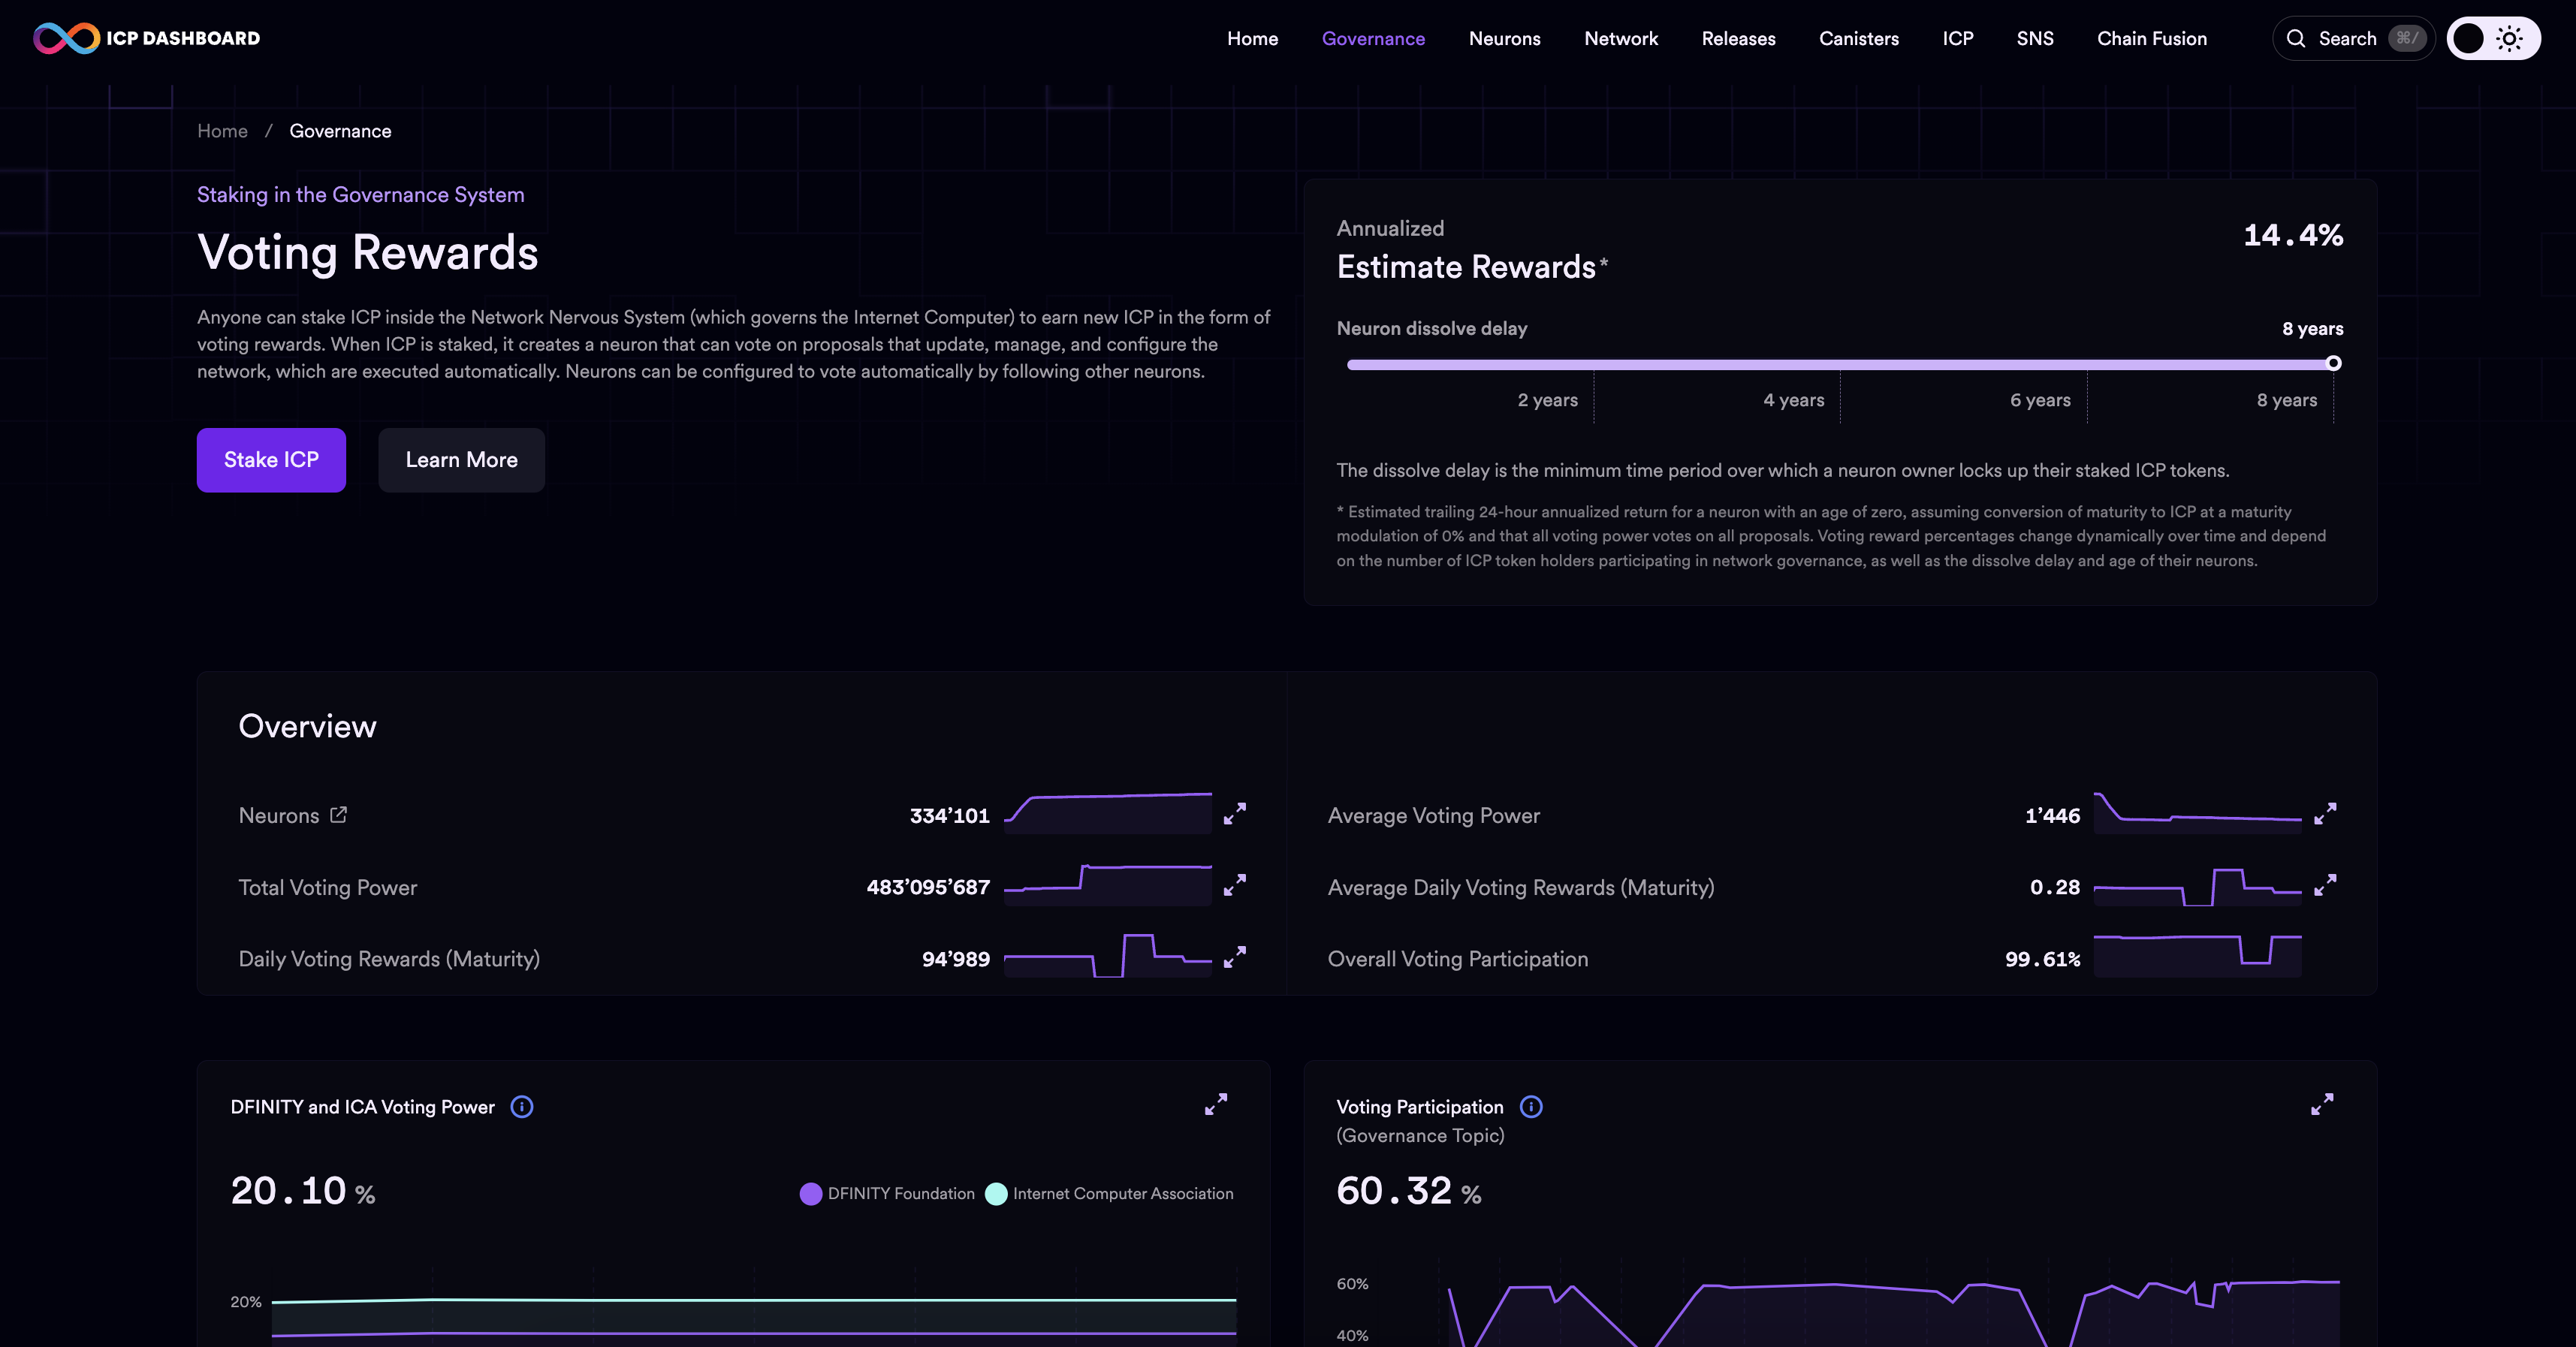 ICP DASHBOARD
Home Governance Neurons Network Releases Canisters ICP SNS Chain Fusion Search ⌘/
Home / Governance
Staking in the Governance System
Voting Rewards
Anyone can stake ICP inside the Network Nervous System (which governs the Internet Computer) to earn new ICP in the form of
voting rewards. When ICP is staked, it creates a neuron that can vote on proposals that update, manage, and configure the
network, which are executed automatically. Neurons can be configured to vote automatically by following other neurons.
Stake ICP Learn More
Annualized
14.4%
Estimate Rewards*
Neuron dissolve delay 8 years
2 years 4 years 6 years 8 years
The dissolve delay is the minimum time period over which a neuron owner locks up their staked ICP tokens.
* Estimated trailing 24-hour annualized return for a neuron with an age of zero, assuming conversion of maturity to ICP at a maturity
modulation of 0% and that all voting power votes on all proposals. Voting reward percentages change dynamically over time and depend
on the number of ICP token holders participating in network governance, as well as the dissolve delay and age of their neurons.
Overview
Neurons 334’101
Total Voting Power 483’095’687
Daily Voting Rewards (Maturity) 94’989
Average Voting Power 1’446
Average Daily Voting Rewards (Maturity) 0.28
Overall Voting Participation 99.61%
DFINITY and ICA Voting Power
20.10 %
DFINITY Foundation Internet Computer Association
20%
Voting Participation
(Governance Topic)
60.32 %
60%
40%